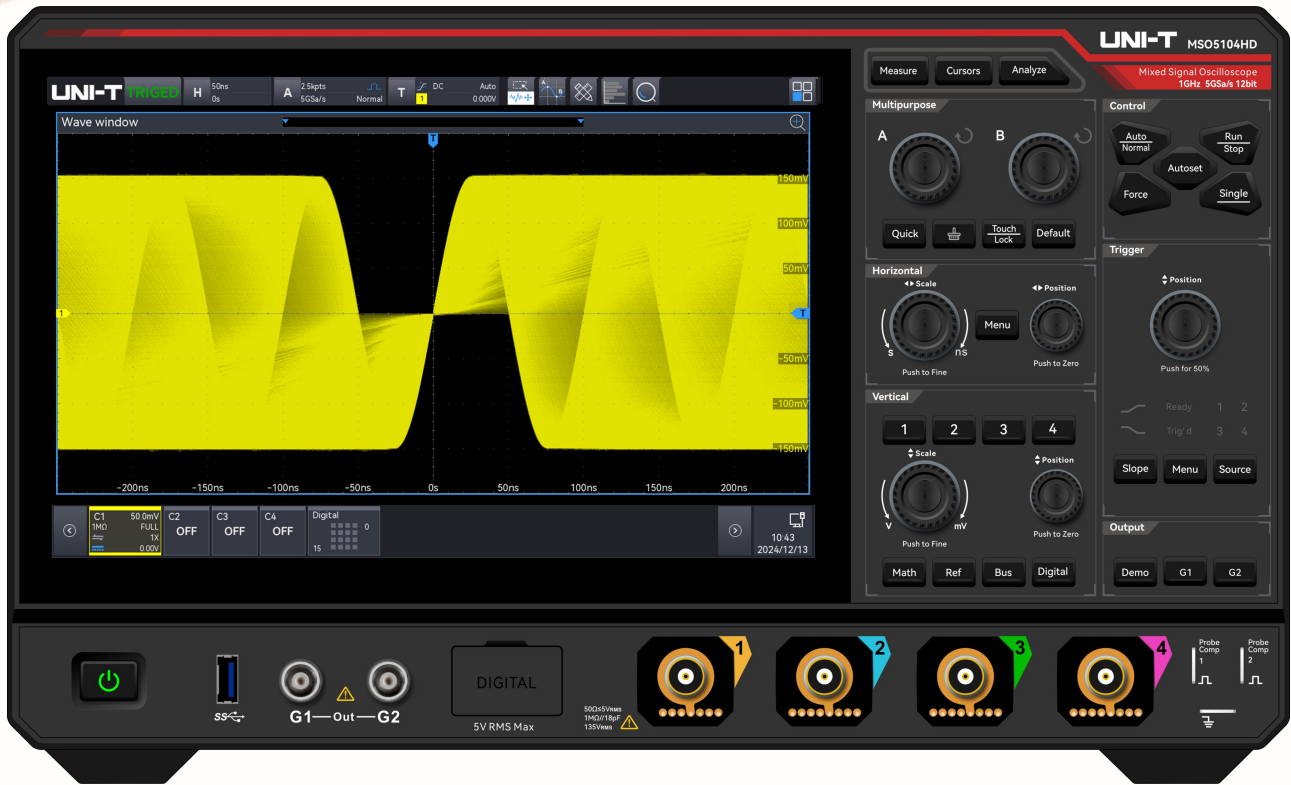 UNI-T MSO5104HD
Mixed Signal Oscilloscope
1GHz 5GSa/s 12bit
UNI-T TRIGED H 50ns 0s A 2.5kpts 5GSa/s Normal T DC 1 Auto 0.000V
Wave window
T
150mV
100mV
50mV
1 T
-50mV
-100mV
-150mV
-200ns -150ns -100ns -50ns 0s 50ns 100ns 150ns 200ns
C1 50.0mV
1MΩ FULL
1X
0.00V
C2 OFF
C3 OFF
C4 OFF
Digital
0
15
10:43
2024/12/13
Measure Cursors Analyze
Multipurpose
A B
Quick Touch Lock Default
Horizontal
Scale Position
Menu
s ns
Push to Fine Push to Zero
Vertical
1 2 3 4
Scale Position
V mV
Push to Fine Push to Zero
Math Ref Bus Digital
Control
Auto Normal
Run Stop
Autoset
Force Single
Trigger
Position
Push for 50%
Ready 1 2
Trig'd 3 4
Slope Menu Source
Output
Demo G1 G2
SS
G1 Out G2
DIGITAL
5V RMS Max
50Ω≤5VRMS
1MΩ//18pF
135VRMS
1 2 3 4
Probe Comp 1
Probe Comp 2